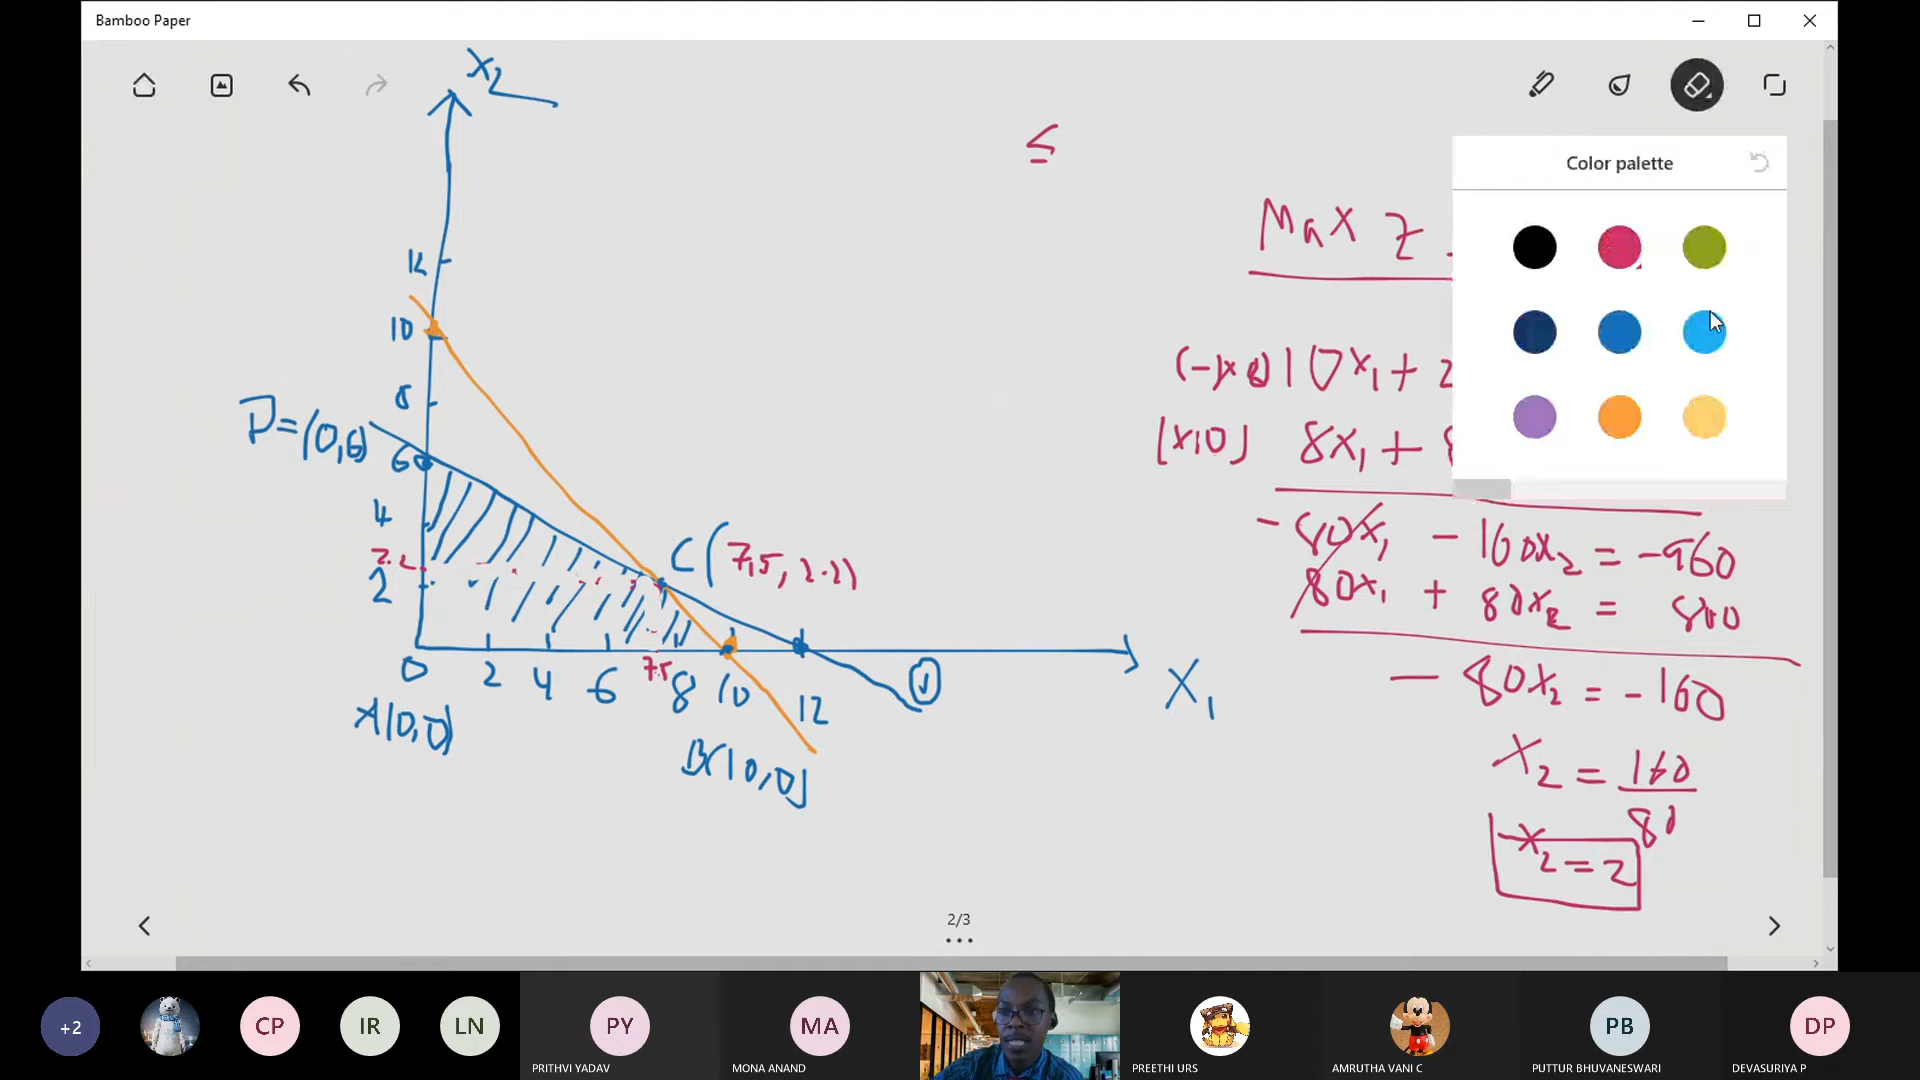 Bamboo Paper
x2
≤
Color palette
Max Z
12
10
8
D=(0,6)
6
(-)x8) 10x1 + 2
(x10) 8x1 +
4
2.2
2
C(7.5, 2.2)
- 80x1 - 160x2 = -960
80x1 + 80x2 = 800
- 80x2 = -160
0 2 4 6 7.5 8 10 12
X1
A(0,0)
B(10,0)
x2 = 160
80
x2 = 2
2/3
+2
CP
IR
LN
PY
PRITHVI YADAV
MA
MONA ANAND
PREETHI URS
AMRUTHA VANI C
PB
PUTTUR BHUVANESWARI
DP
DEVASURIYA P